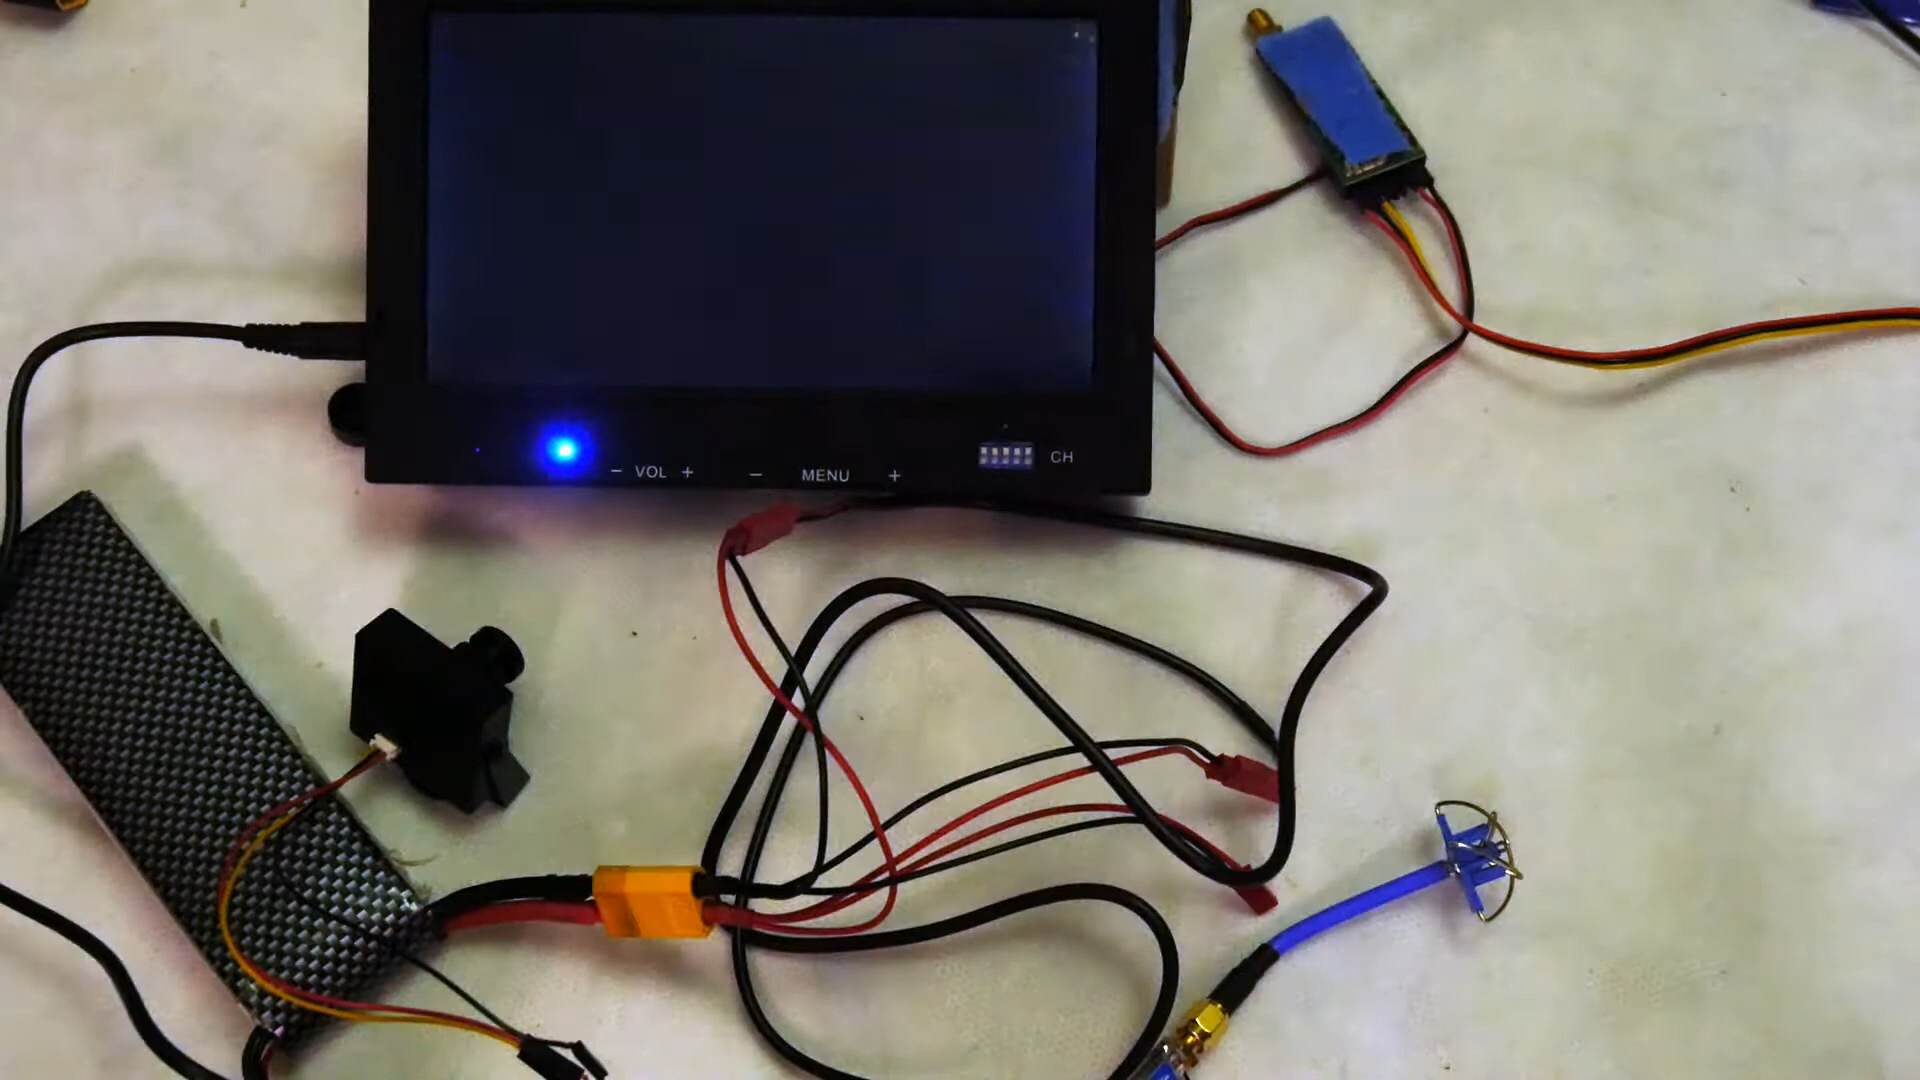 − VOL + − MENU + CH